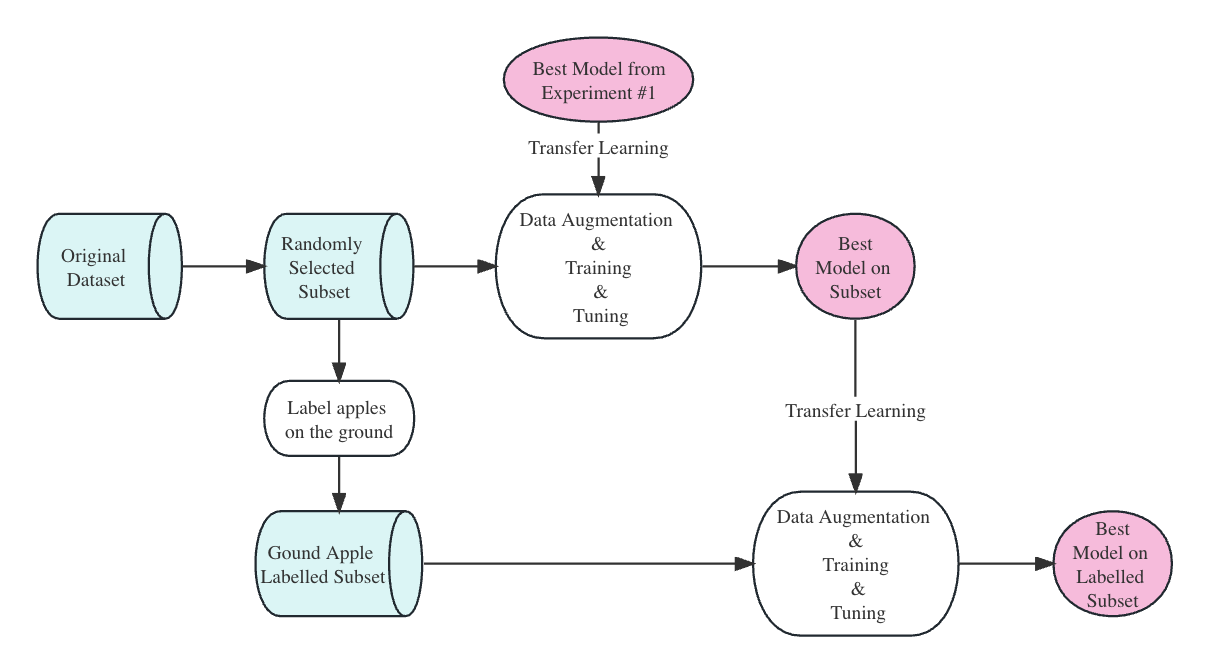 Best Model from
Experiment #1
Transfer Learning
Original
Dataset
Randomly
Selected
Subset
Data Augmentation
&
Training
&
Tuning
Best
Model on
Subset
Label apples
on the ground
Transfer Learning
Gound Apple
Labelled Subset
Data Augmentation
&
Training
&
Tuning
Best
Model on
Labelled
Subset